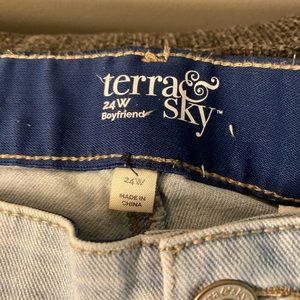 terra&
sky™
24W
Boyfriend
24W
MADE IN
CHINA